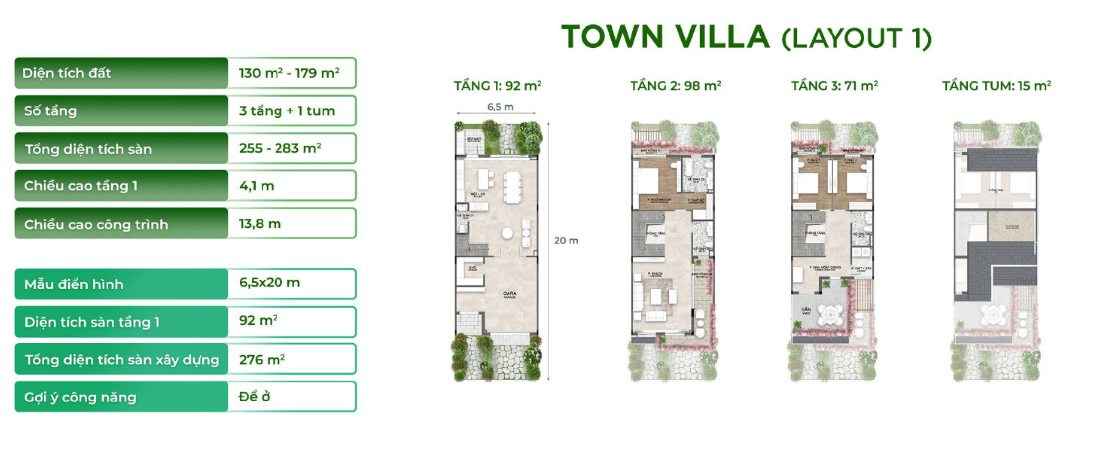 TOWN VILLA (LAYOUT 1)
Diện tích đất 130 m² - 179 m²
Số tầng 3 tầng + 1 tum
Tổng diện tích sàn 255 - 283 m²
Chiều cao tầng 1 4,1 m
Chiều cao công trình 13,8 m
Mẫu điển hình 6,5x20 m
Diện tích sàn tầng 1 92 m²
Tổng diện tích sàn xây dựng 276 m²
Gợi ý công năng Để ở
TẦNG 1: 92 m²
6,5 m
20 m
GARA
TẦNG 2: 98 m²
P. KHÁCH
TẦNG 3: 71 m²
SÂN
TẦNG TUM: 15 m²